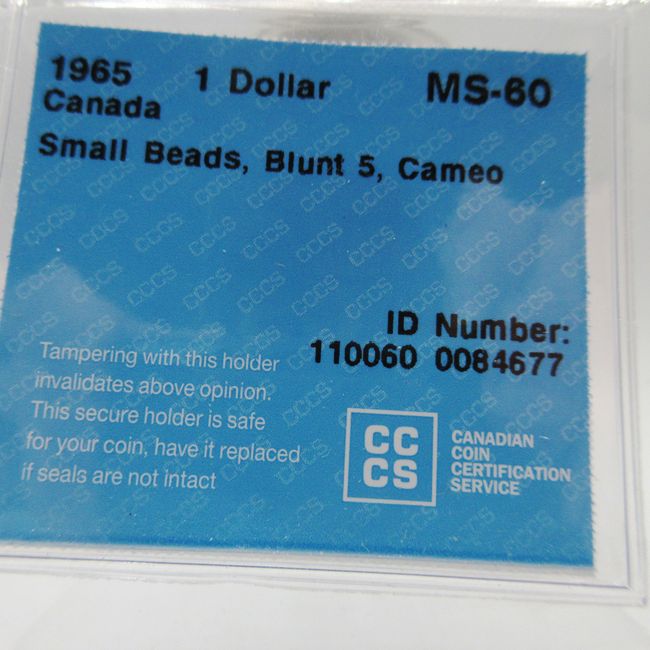 1965 1 Dollar MS-60
Canada
Small Beads, Blunt 5, Cameo
ID Number:
110060 0084677
Tampering with this holder
invalidates above opinion.
This secure holder is safe
for your coin, have it replaced
if seals are not intact
CC
CS
CANADIAN
COIN
CERTIFICATION
SERVICE